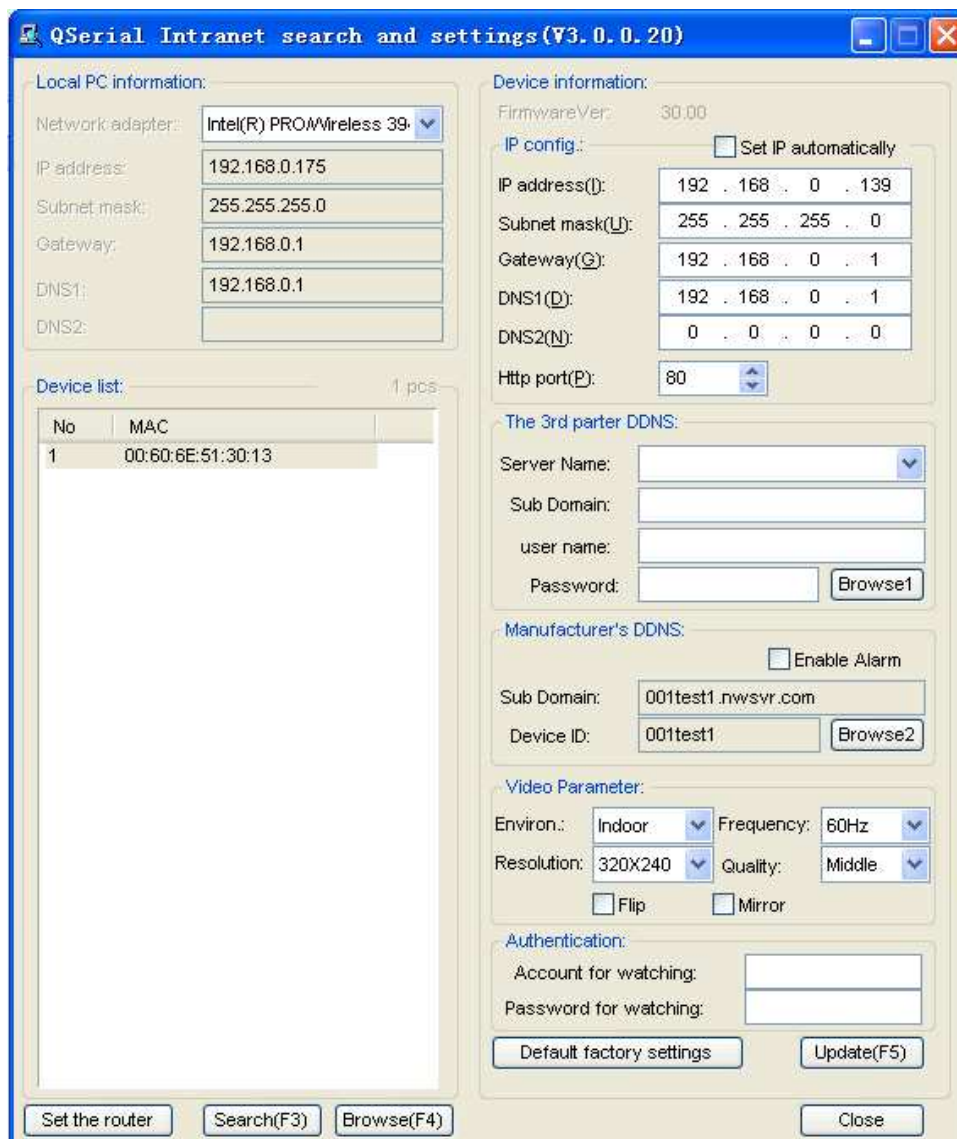 QSerial Intranet search and settings(V3.0.0.20)
Local PC information:
Network adapter: Intel(R) PRO/Wireless 394
IP address: 192.168.0.175
Subnet mask: 255.255.255.0
Gateway: 192.168.0.1
DNS1: 192.168.0.1
DNS2:
Device list: 1 pcs
No MAC
1 00:60:6E:51:30:13
Set the router Search(F3) Browse(F4)
Device information:
FirmwareVer: 30.00
IP config.: Set IP automatically
IP address(I): 192 . 168 . 0 . 139
Subnet mask(U): 255 . 255 . 255 . 0
Gateway(G): 192 . 168 . 0 . 1
DNS1(D): 192 . 168 . 0 . 1
DNS2(N): 0 . 0 . 0 . 0
Http port(P): 80
The 3rd parter DDNS:
Server Name:
Sub Domain:
user name:
Password: Browse1
Manufacturer's DDNS:
Enable Alarm
Sub Domain: 001test1.nwsvr.com
Device ID: 001test1 Browse2
Video Parameter:
Environ.: Indoor Frequency: 60Hz
Resolution: 320X240 Quality: Middle
Flip Mirror
Authentication:
Account for watching:
Password for watching:
Default factory settings Update(F5)
Close